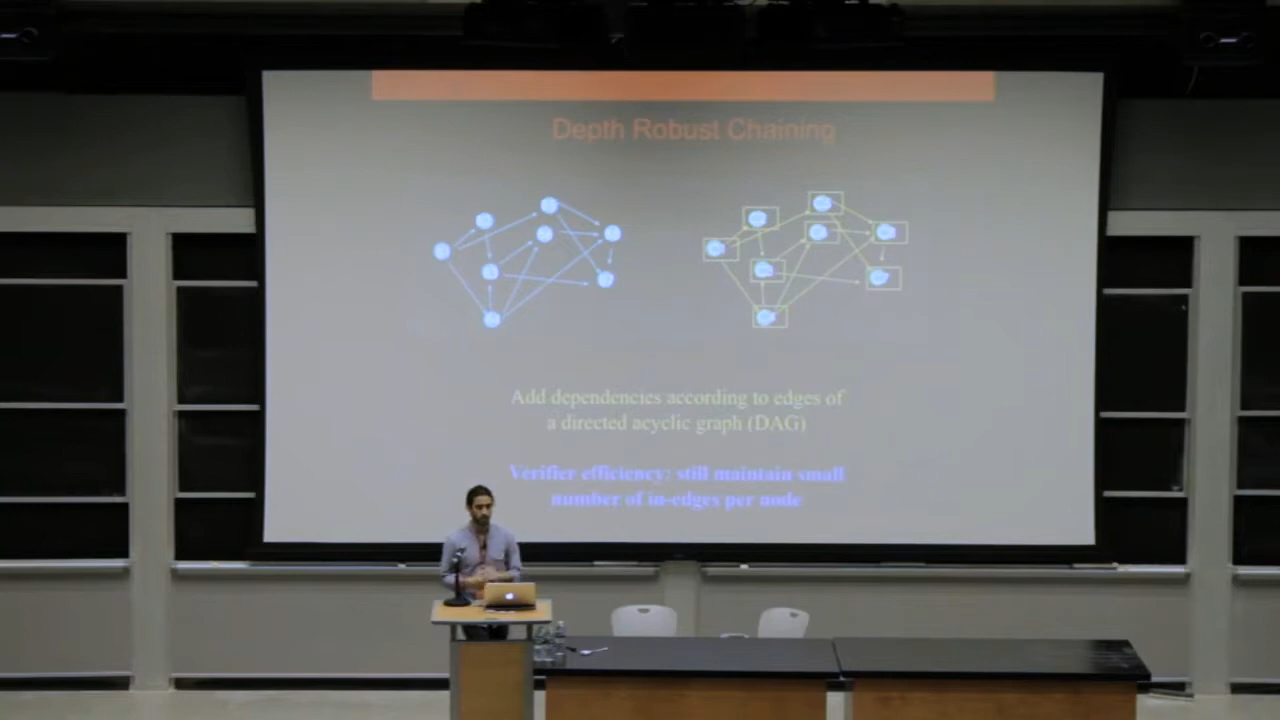 Depth Robust Chaining
Add dependencies according to edges of
a directed acyclic graph (DAG)
Verifier efficiency: still maintain small
number of in-edges per node